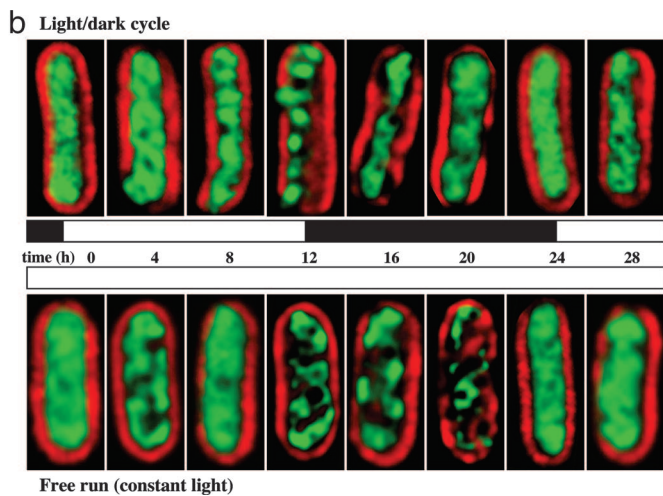 b Light/dark cycle
time (h) 0 4 8 12 16 20 24 28
Free run (constant light)